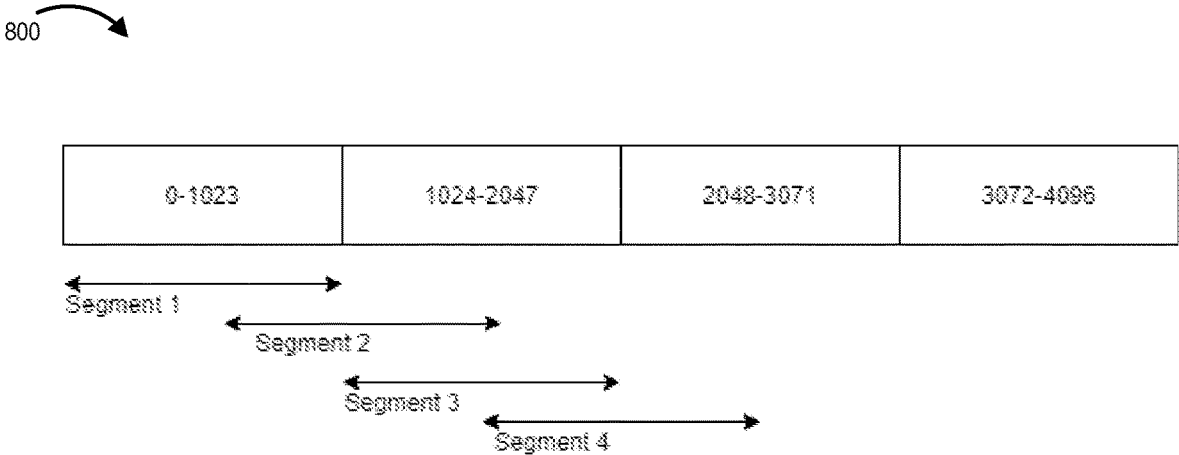 800
0-1023
1024-2047
2048-3071
3072-4096
Segment 1
Segment 2
Segment 3
Segment 4